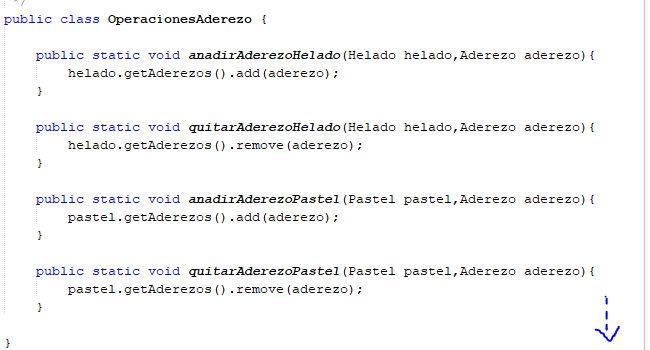 */
public class OperacionesAderezo {
public static void anadirAderezoHelado(Helado helado,Aderezo aderezo){
helado.getAderezos().add(aderezo);
}
public static void quitarAderezoHelado(Helado helado,Aderezo aderezo){
helado.getAderezos().remove(aderezo);
}
public static void anadirAderezoPastel(Pastel pastel,Aderezo aderezo){
pastel.getAderezos().add(aderezo);
}
public static void quitarAderezoPastel(Pastel pastel,Aderezo aderezo){
pastel.getAderezos().remove(aderezo);
}
}